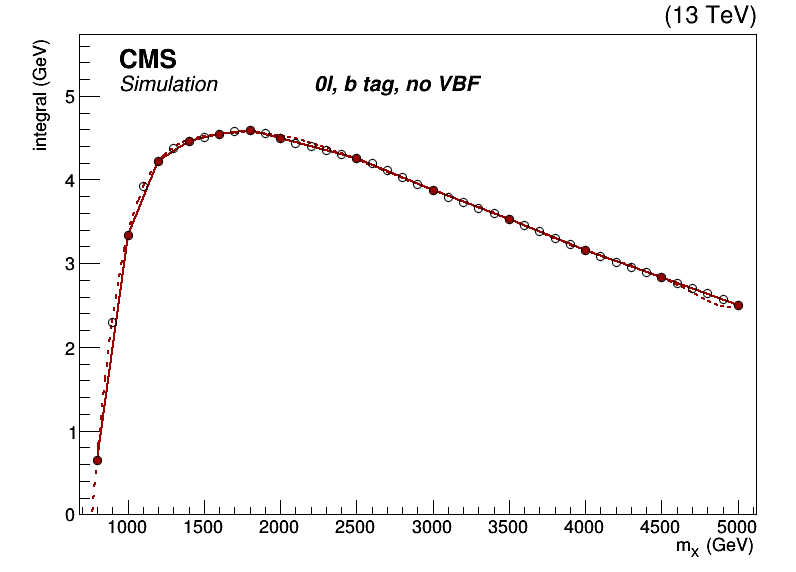 (13 TeV)
CMS
Simulation
0l, b tag, no VBF
integral (GeV)
5
4
3
2
1
0
1000 1500 2000 2500 3000 3500 4000 4500 5000
mX (GeV)